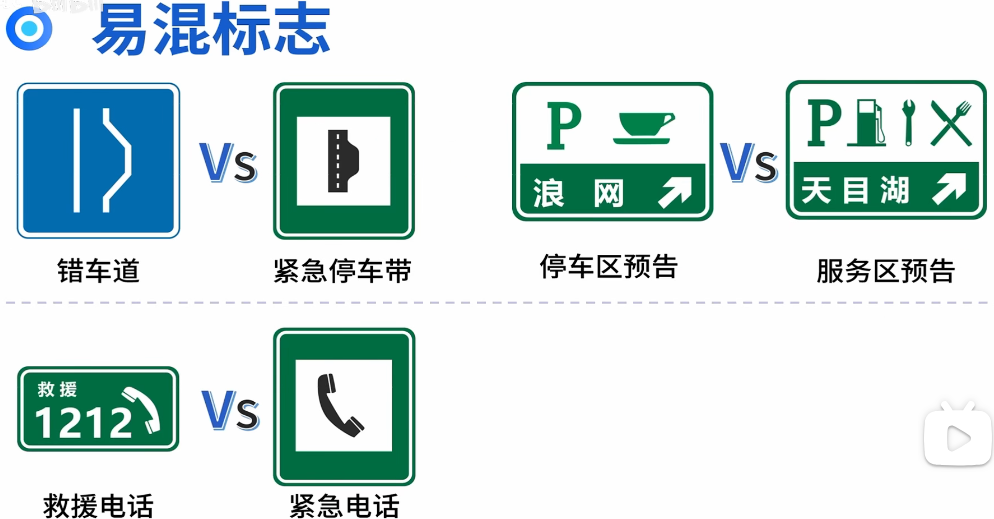 易混标志
Vs
P
浪 网
Vs
P
天目湖
错车道
紧急停车带
停车区预告
服务区预告
救援
1212
Vs
救援电话
紧急电话